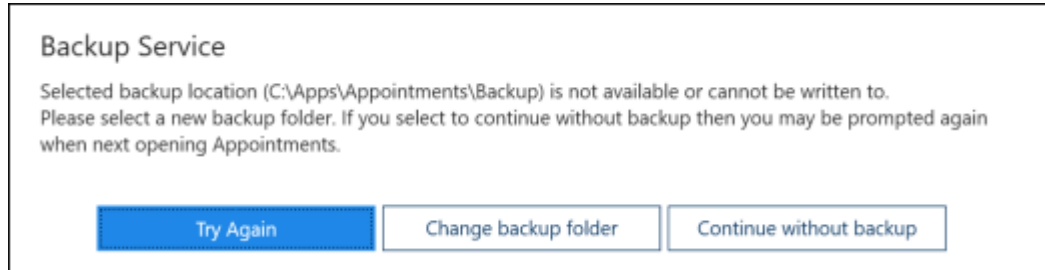 Backup Service
Selected backup location (C:\Apps\Appointments\Backup) is not available or cannot be written to.
Please select a new backup folder. If you select to continue without backup then you may be prompted again
when next opening Appointments.
Try Again
Change backup folder
Continue without backup